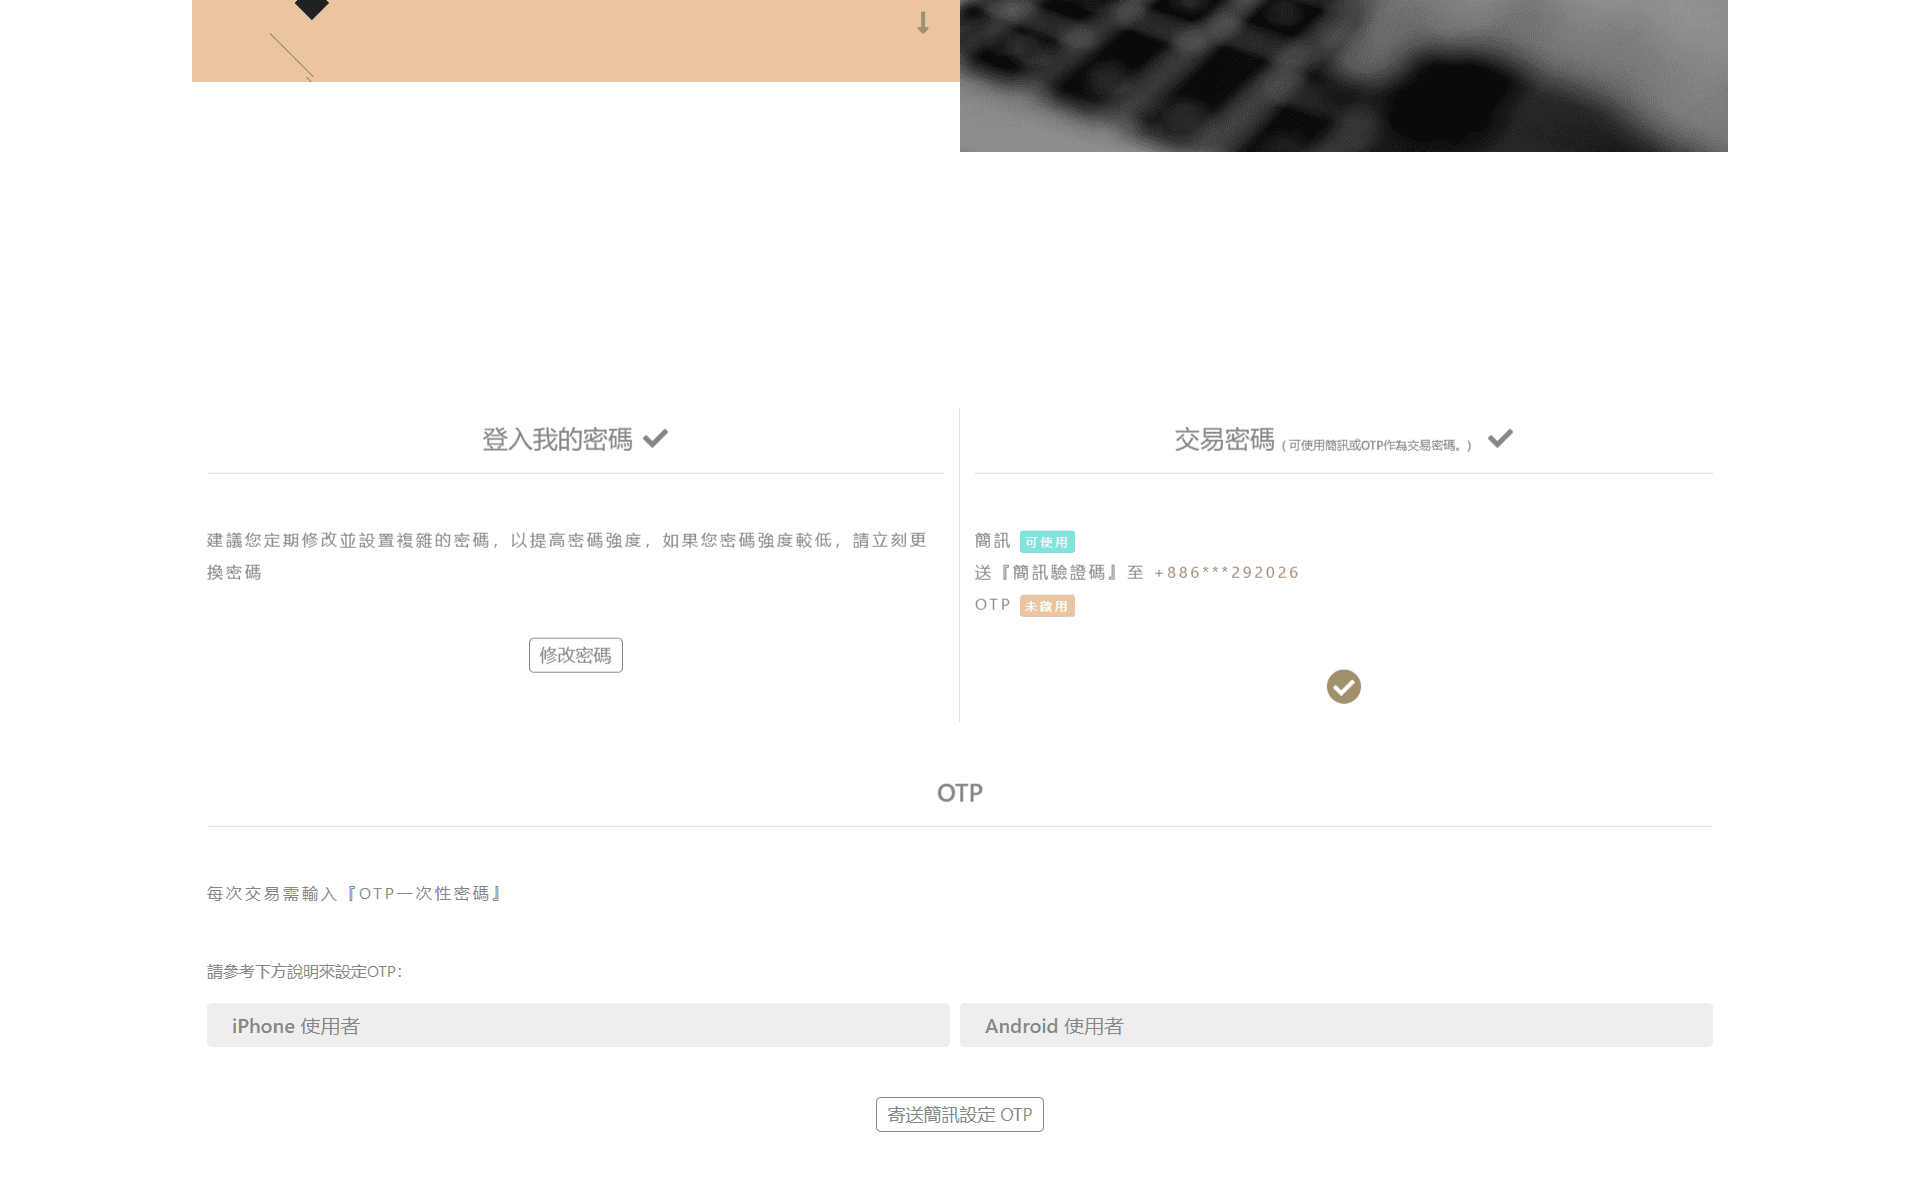 登入我的密碼
建議您定期修改並設置複雜的密碼，以提高密碼強度，如果您密碼強度較低，請立刻更
換密碼
修改密碼
交易密碼 ( 可使用簡訊或OTP作為交易密碼。)
簡訊 可使用
送『簡訊驗證碼』至 +886***292026
OTP 未啟用
OTP
每次交易需輸入『OTP一次性密碼』
請參考下方說明來設定OTP：
iPhone 使用者
Android 使用者
寄送簡訊設定 OTP